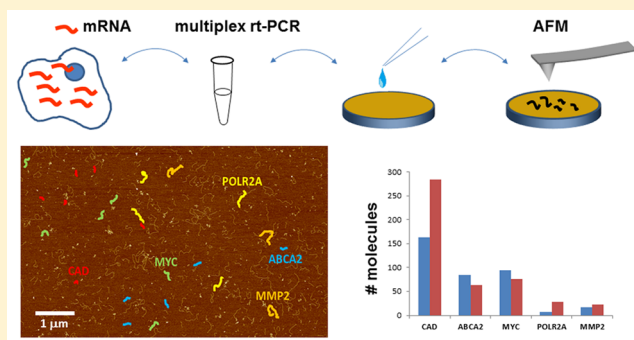 mRNA
multiplex rt-PCR
AFM
POLR2A
CAD
MYC
ABCA2
MMP2
1 µm
# molecules
300
250
200
150
100
50
0
CAD ABCA2 MYC POLR2A MMP2